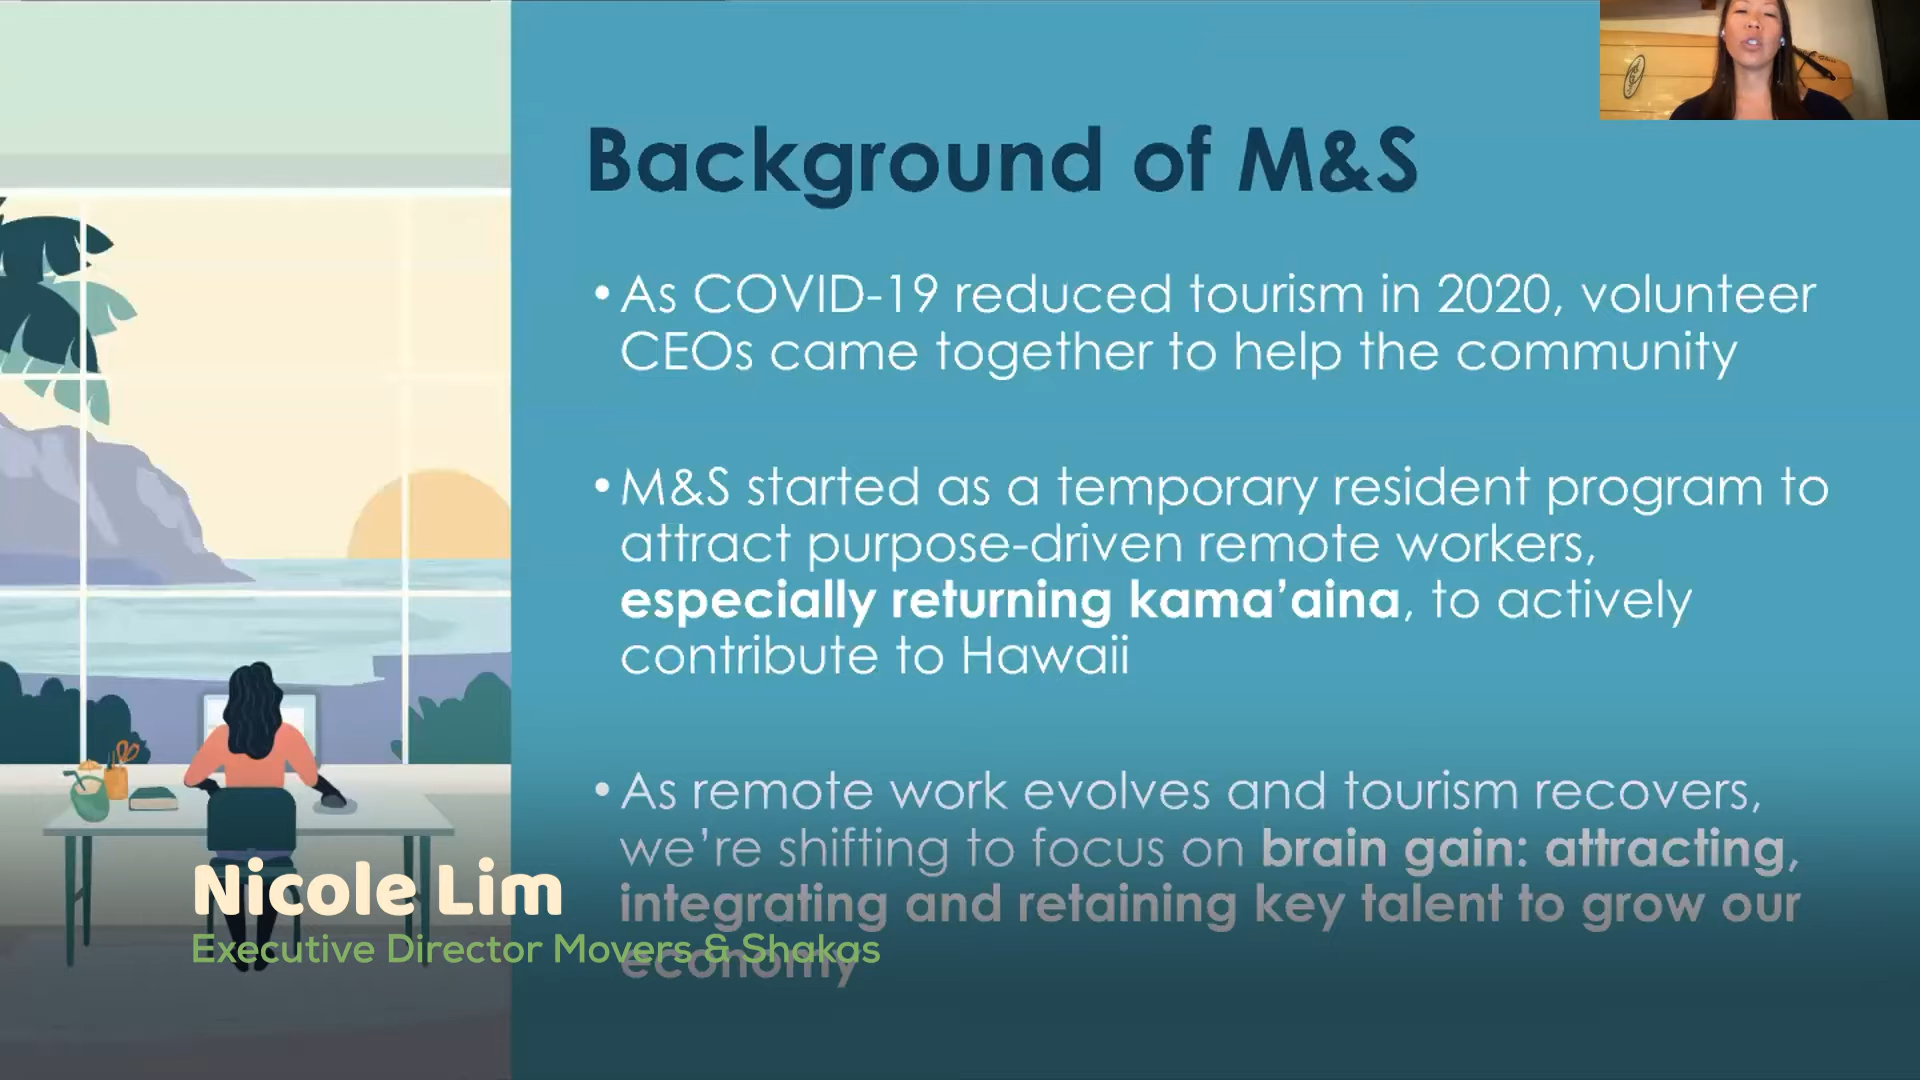 Background of M&S
• As COVID-19 reduced tourism in 2020, volunteer
CEOs came together to help the community
• M&S started as a temporary resident program to
attract purpose-driven remote workers,
especially returning kama’aina, to actively
contribute to Hawaii
• As remote work evolves and tourism recovers,
we’re shifting to focus on brain gain: attracting,
integrating and retaining key talent to grow our
economy
Nicole Lim
Executive Director Movers & Shakas